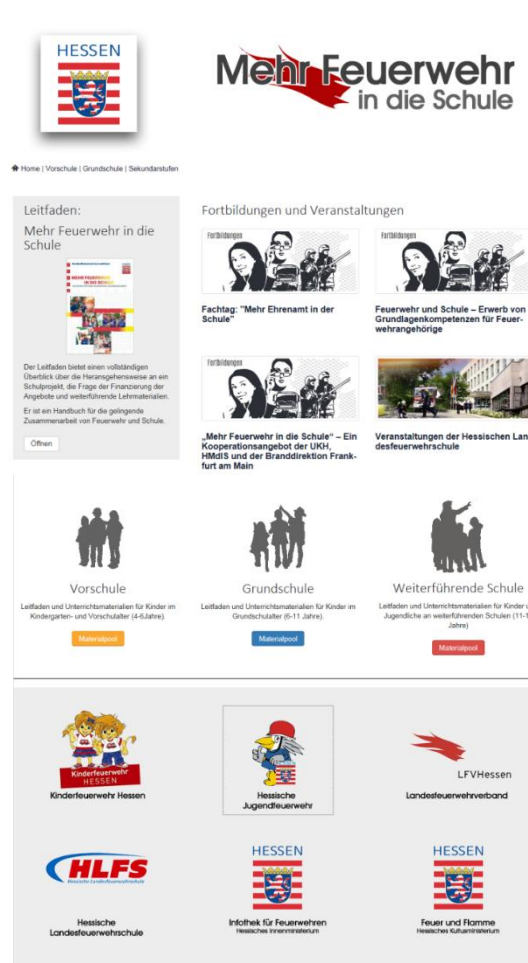 HESSEN
Mehr Feuerwehr
in die Schule
Home | Vorschule | Grundschule | Sekundarstufen
Leitfaden:
Mehr Feuerwehr in die
Schule
MEHR FEUERWEHR
IN DIE SCHULE
Der Leitfaden bietet einen vollständigen
Überblick über die Herangehensweise an ein
Schulprojekt, die Frage der Finanzierung der
Angebote und weiterführende Lehrmaterialien.
Er ist ein Handbuch für die gelingende
Zusammenarbeit von Feuerwehr und Schule.
Öffnen
Fortbildungen und Veranstaltungen
Fortbildungen
Fachtag: "Mehr Ehrenamt in der
Schule"
Fortbildungen
Feuerwehr und Schule – Erwerb von
Grundlagenkompetenzen für Feuer-
wehrangehörige
Fortbildungen
„Mehr Feuerwehr in die Schule“ – Ein
Kooperationsangebot der UKH,
HMdIS und der Branddirektion Frank-
furt am Main
Veranstaltungen der Hessischen Lan
desfeuerwehrschule
Vorschule
Leitfaden und Unterrichtsmaterialien für Kinder im
Kindergarten- und Vorschulalter (4-6Jahre).
Materialpool
Grundschule
Leitfaden und Unterrichtsmaterialien für Kinder im
Grundschulalter (6-11 Jahre).
Materialpool
Weiterführende Schule
Leitfaden und Unterrichtsmaterialien für Kinder u
Jugendliche an weiterführenden Schulen (11-1
Jahre)
Materialpool
Kinderfeuerwehr
HESSEN
Kinderfeuerwehr Hessen
Hessische
Jugendfeuerwehr
LFVHessen
Landesfeuerwehrverband
HLFS
Hessische Landesfeuerwehrschule
Hessische
Landesfeuerwehrschule
HESSEN
Infothek für Feuerwehren
Hessisches Innenministerium
HESSEN
Feuer und Flamme
Hessisches Kultusministerium